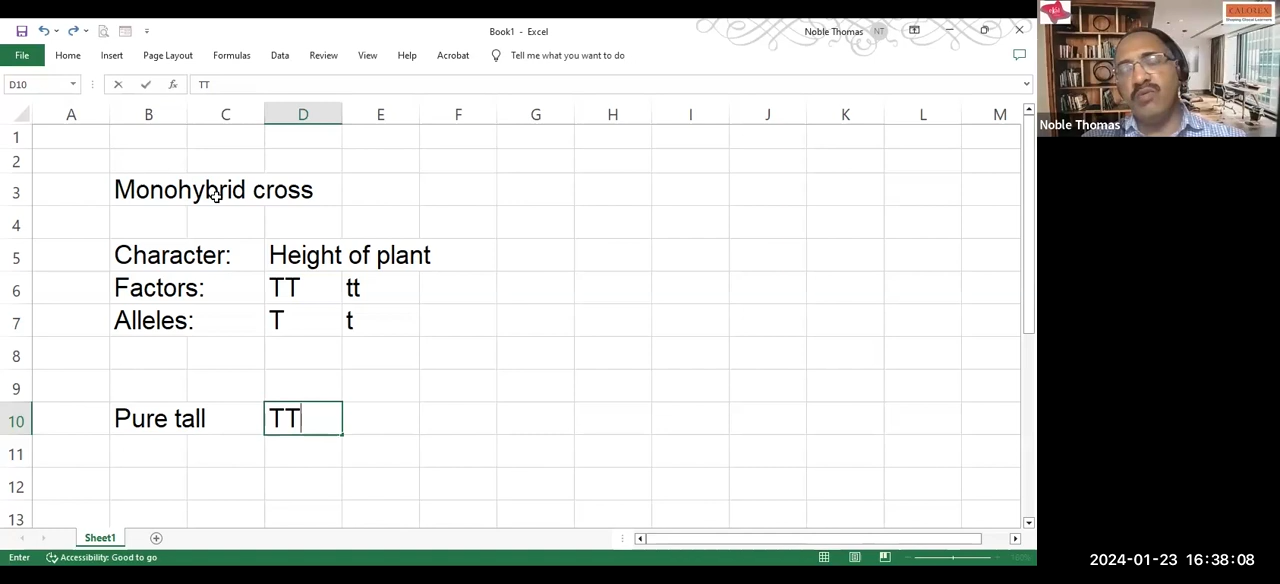 Book1 - Excel
Noble Thomas NT
File Home Insert Page Layout Formulas Data Review View Help Acrobat Tell me what you want to do
D10 fx TT
A B C D E F G H I J K L M
1
2
3 Monohybrid cross
4
5 Character: Height of plant
6 Factors: TT tt
7 Alleles: T t
8
9
10 Pure tall TT
11
12
13
Sheet1
Enter Accessibility: Good to go
CALOREX
Noble Thomas
2024-01-23 16:38:08